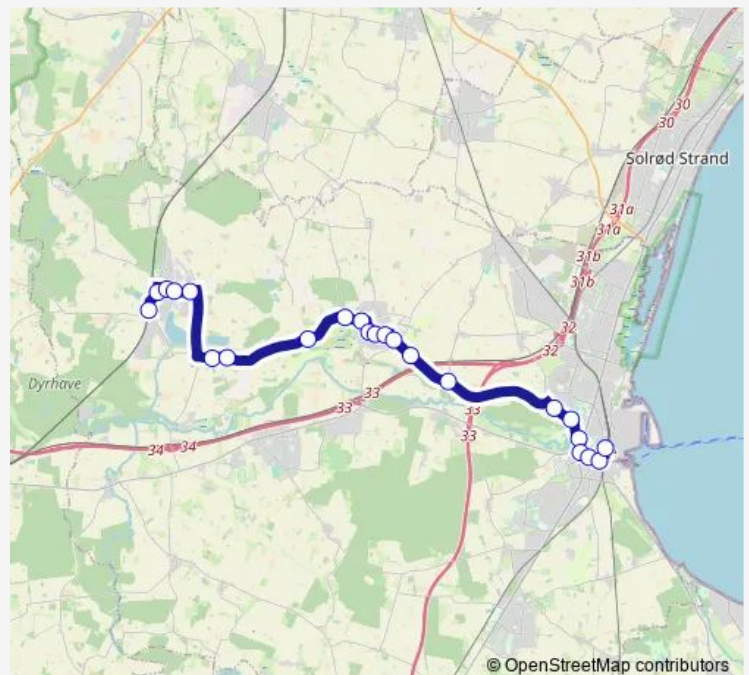 30
30
Solrød Strand
31a
31a
31b
31b
32
32
Dyrhave
33
33
33
33
34 34
© OpenStreetMap contributors